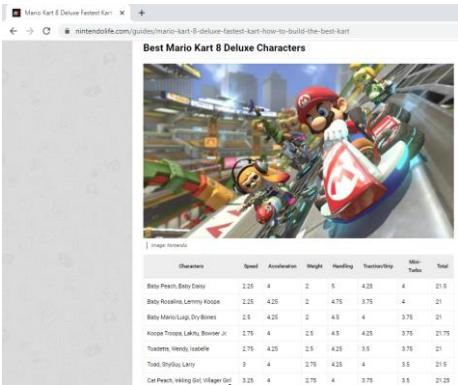 Mario Kart 8 Deluxe Fastest Kart
nintendolife.com/guides/mario-kart-8-deluxe-fastest-kart-how-to-build-the-best-kart
Best Mario Kart 8 Deluxe Characters
Image: Nintendo
Characters Speed Acceleration Weight Handling Traction/Grip Mini-Turbo Total
Baby Peach, Baby Daisy 2.25 4 2 5 4.25 4 21.5
Baby Rosalina, Lemmy Koopa 2.25 4.25 2 4.75 3.75 4 21
Baby Mario/Luigi, Dry Bones 2.5 4.25 2 4.5 4 3.75 21
Koopa Troopa, Lakitu, Bowser Jr. 2.75 4 2.5 4.5 4.25 3.75 21.75
Toadette, Wendy, Isabelle 2.75 4.25 2.5 4.25 3.5 3.75 21
Toad, ShyGuy, Larry 3 4 2.75 4.25 4 3.5 21.5
Cat Peach, Inkling Girl, Villager Girl 3.25 4 2.75 4 3.75 3.5 21.25